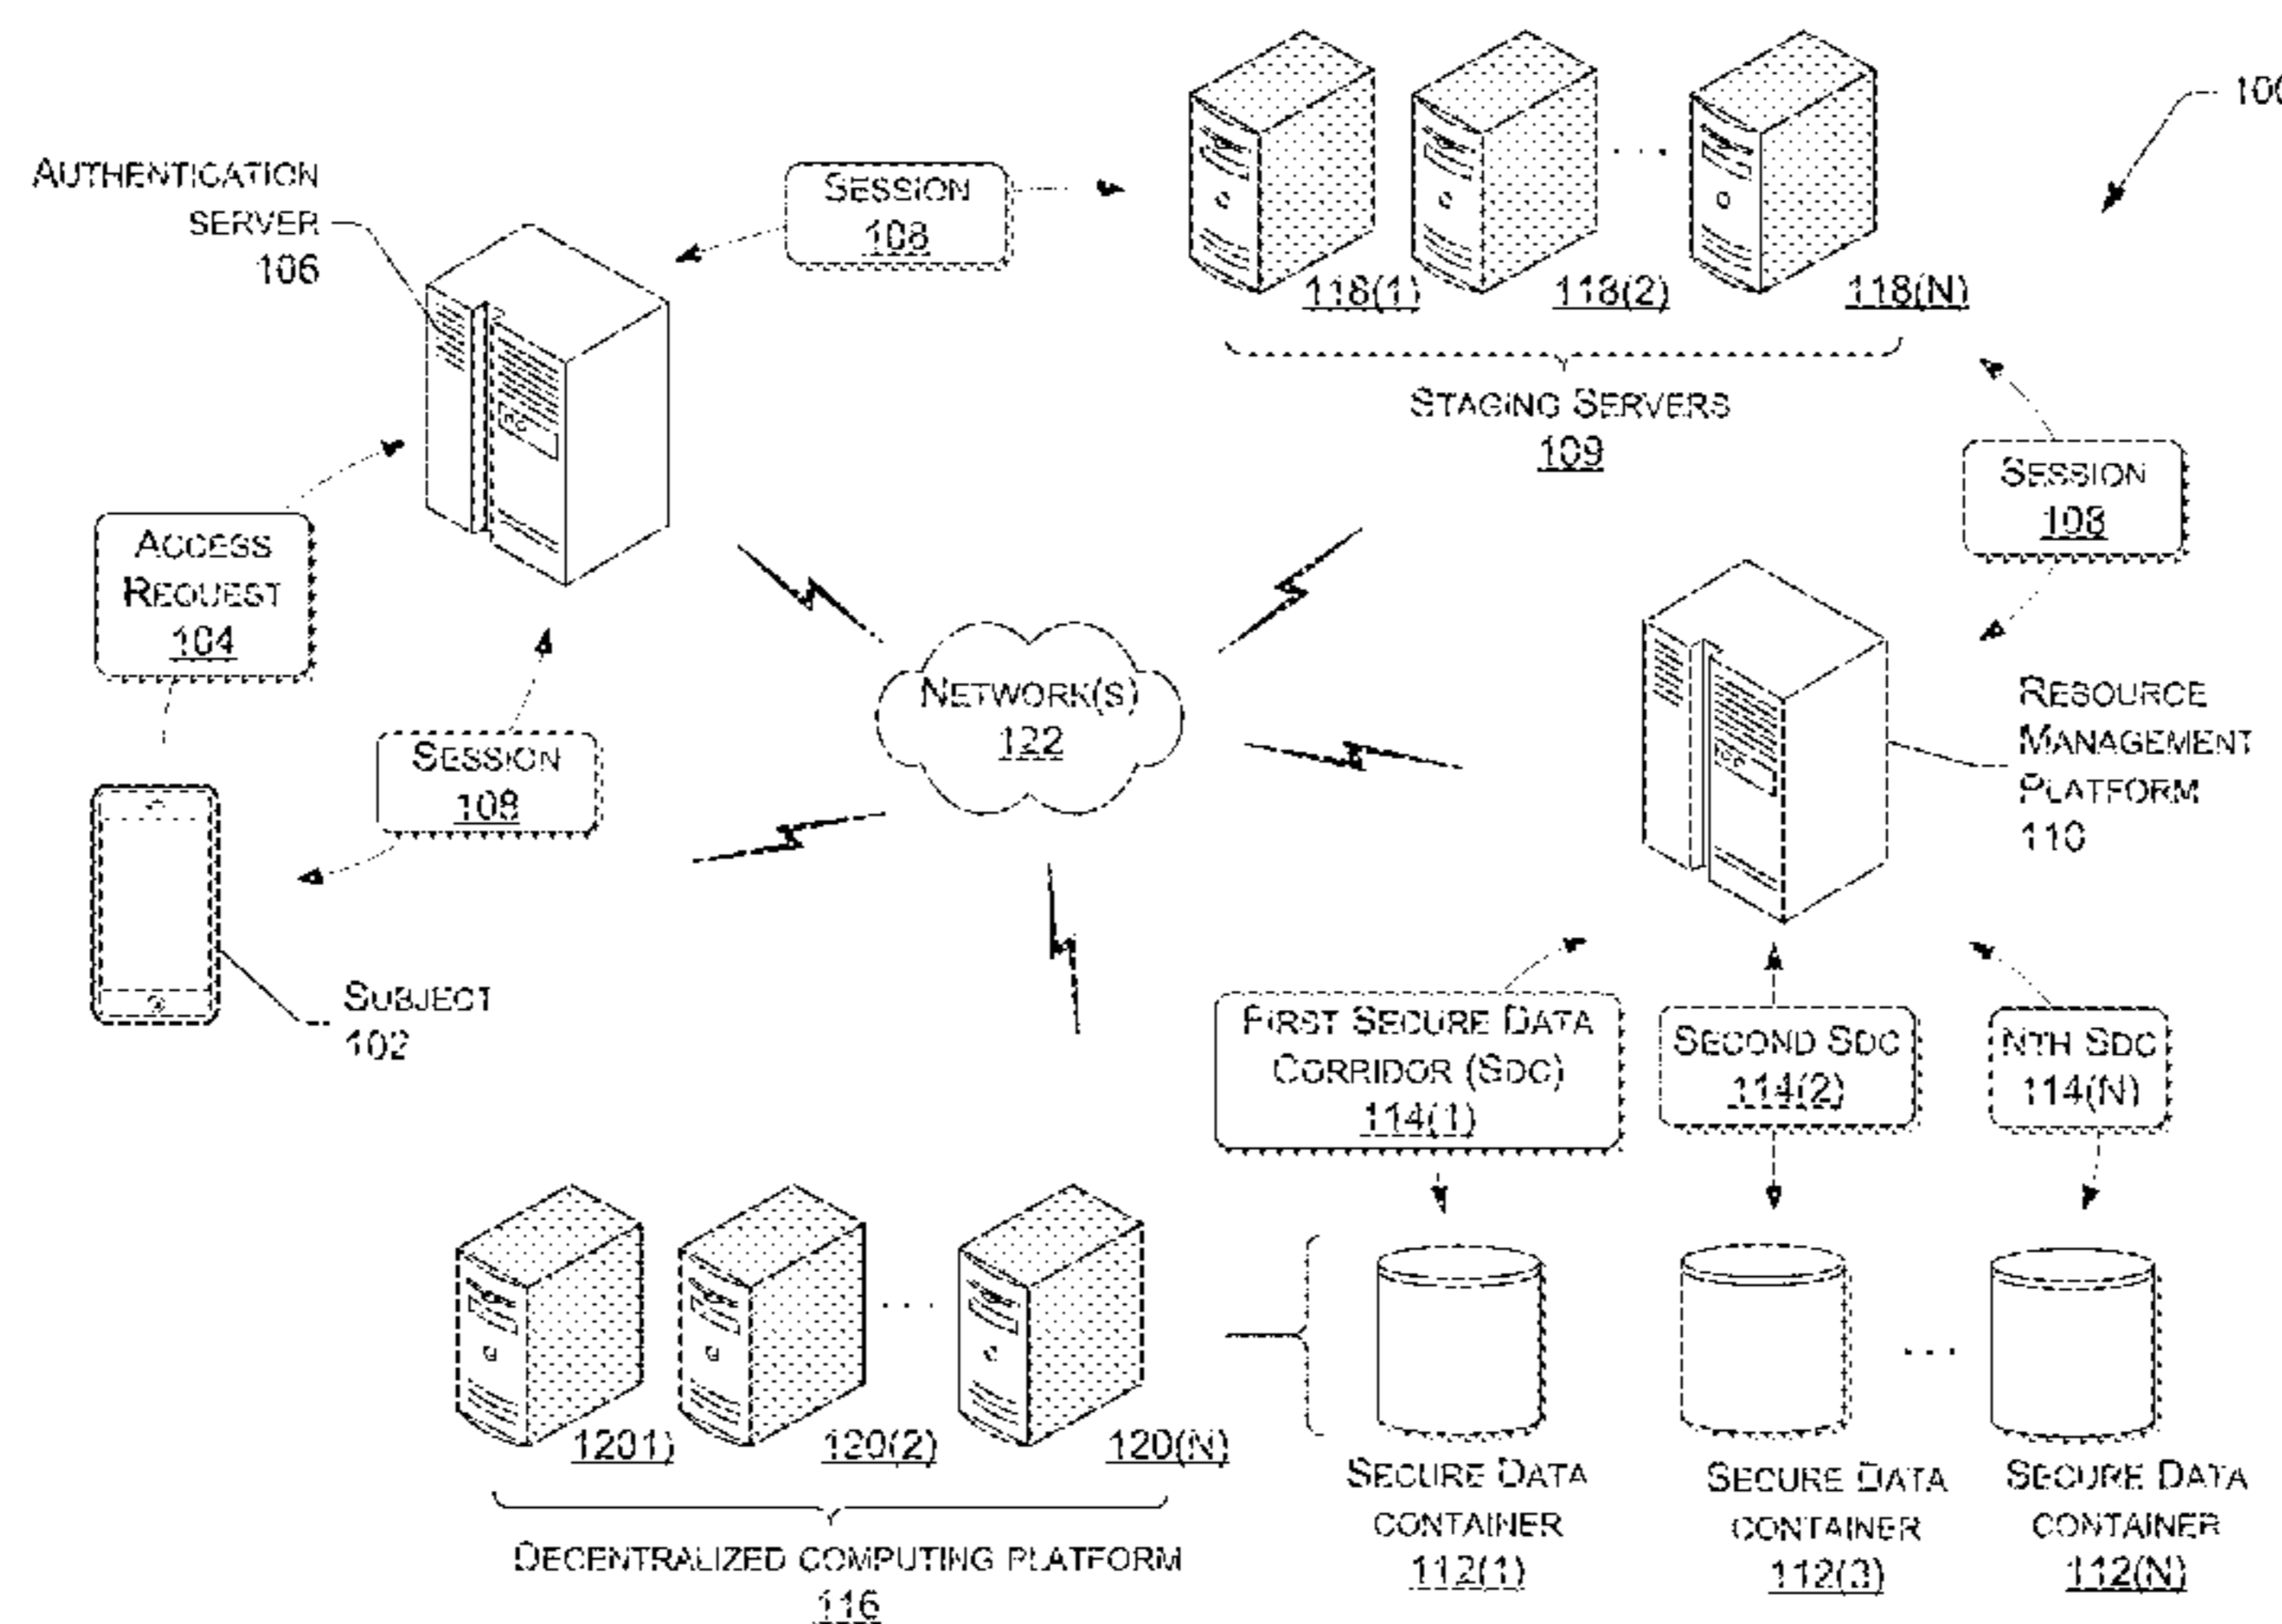 100
AUTHENTICATION
SERVER
106
SESSION
108
118(1)
118(2)
118(N)
STAGING SERVERS
109
SESSION
108
ACCESS
REQUEST
104
NETWORK(S)
122
RESOURCE
MANAGEMENT
PLATFORM
110
SESSION
108
SUBJECT
102
FIRST SECURE DATA
CORRIDOR (SDC)
114(1)
SECOND SDC
114(2)
NTH SDC
114(N)
1201)
120(2)
120(N)
DECENTRALIZED COMPUTING PLATFORM
116
SECURE DATA
CONTAINER
112(1)
SECURE DATA
CONTAINER
112(3)
SECURE DATA
CONTAINER
112(N)